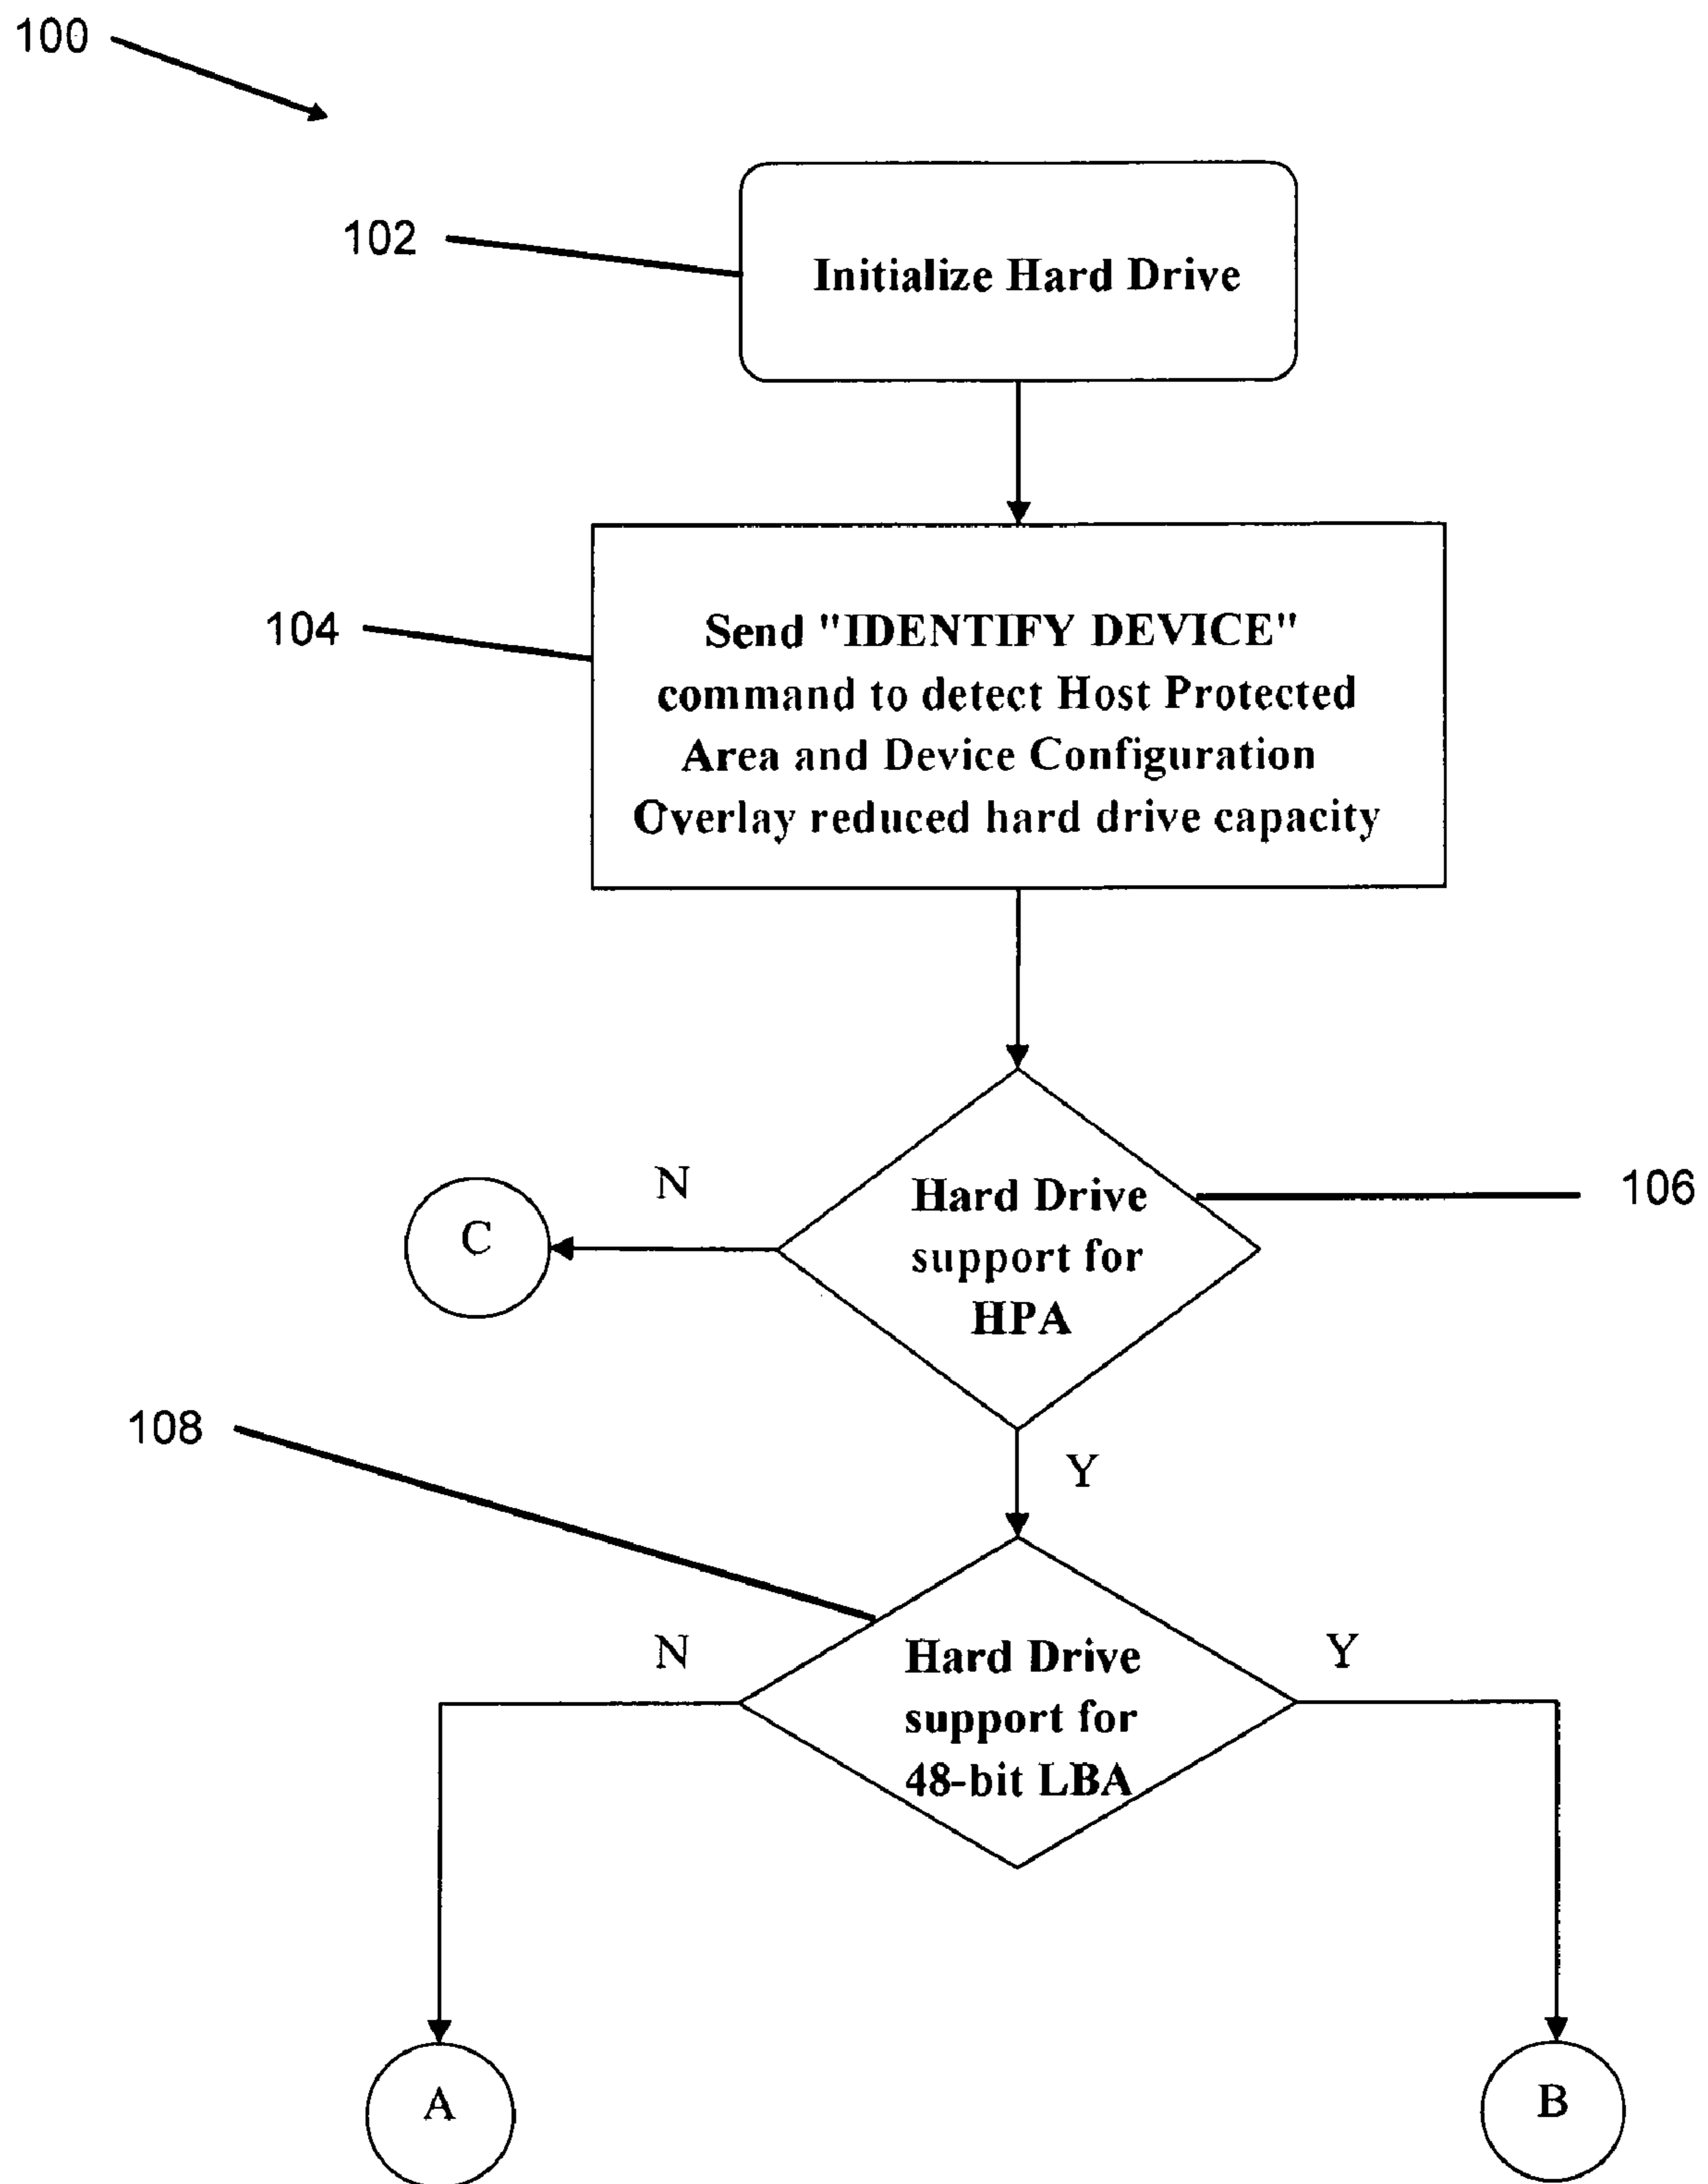 100
102
Initialize Hard Drive
104
Send "IDENTIFY DEVICE"
command to detect Host Protected
Area and Device Configuration
Overlay reduced hard drive capacity
N
C
Hard Drive
support for
HPA
106
Y
108
N
Hard Drive
support for
48-bit LBA
Y
A
B